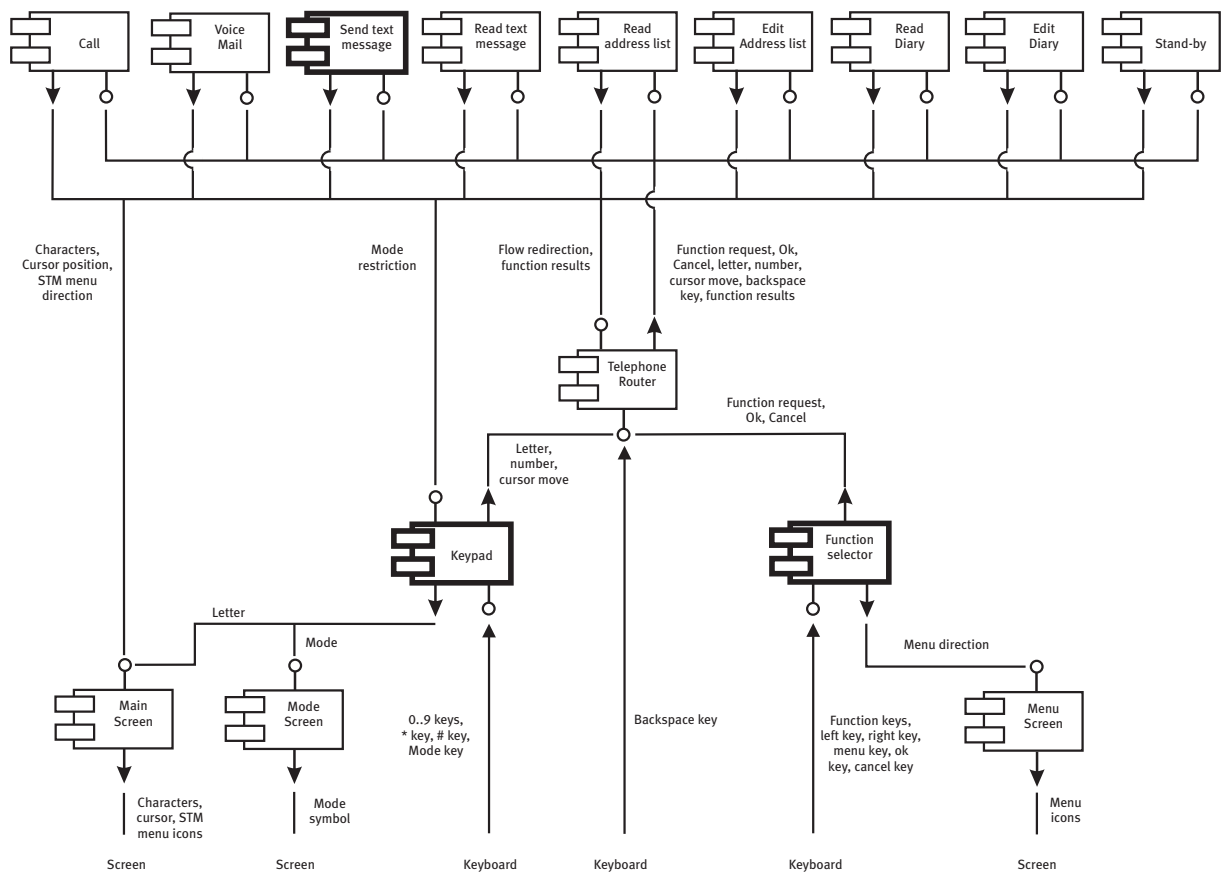 Call
Voice
Mail
Send text
message
Read text
message
Read
address list
Edit
Address list
Read
Diary
Edit
Diary
Stand-by
Characters,
Cursor position,
STM menu
direction
Mode
restriction
Flow redirection,
function results
Function request, Ok,
Cancel, letter, number,
cursor move, backspace
key, function results
Telephone
Router
Function request,
Ok, Cancel
Letter,
number,
cursor move
Keypad
Function
selector
Letter
Mode
Menu direction
Main
Screen
Mode
Screen
0..9 keys,
* key, # key,
Mode key
Backspace key
Function keys,
left key, right key,
menu key, ok
key, cancel key
Menu
Screen
Characters,
cursor, STM
menu icons
Mode
symbol
Menu
icons
Screen
Screen
Keyboard
Keyboard
Keyboard
Screen